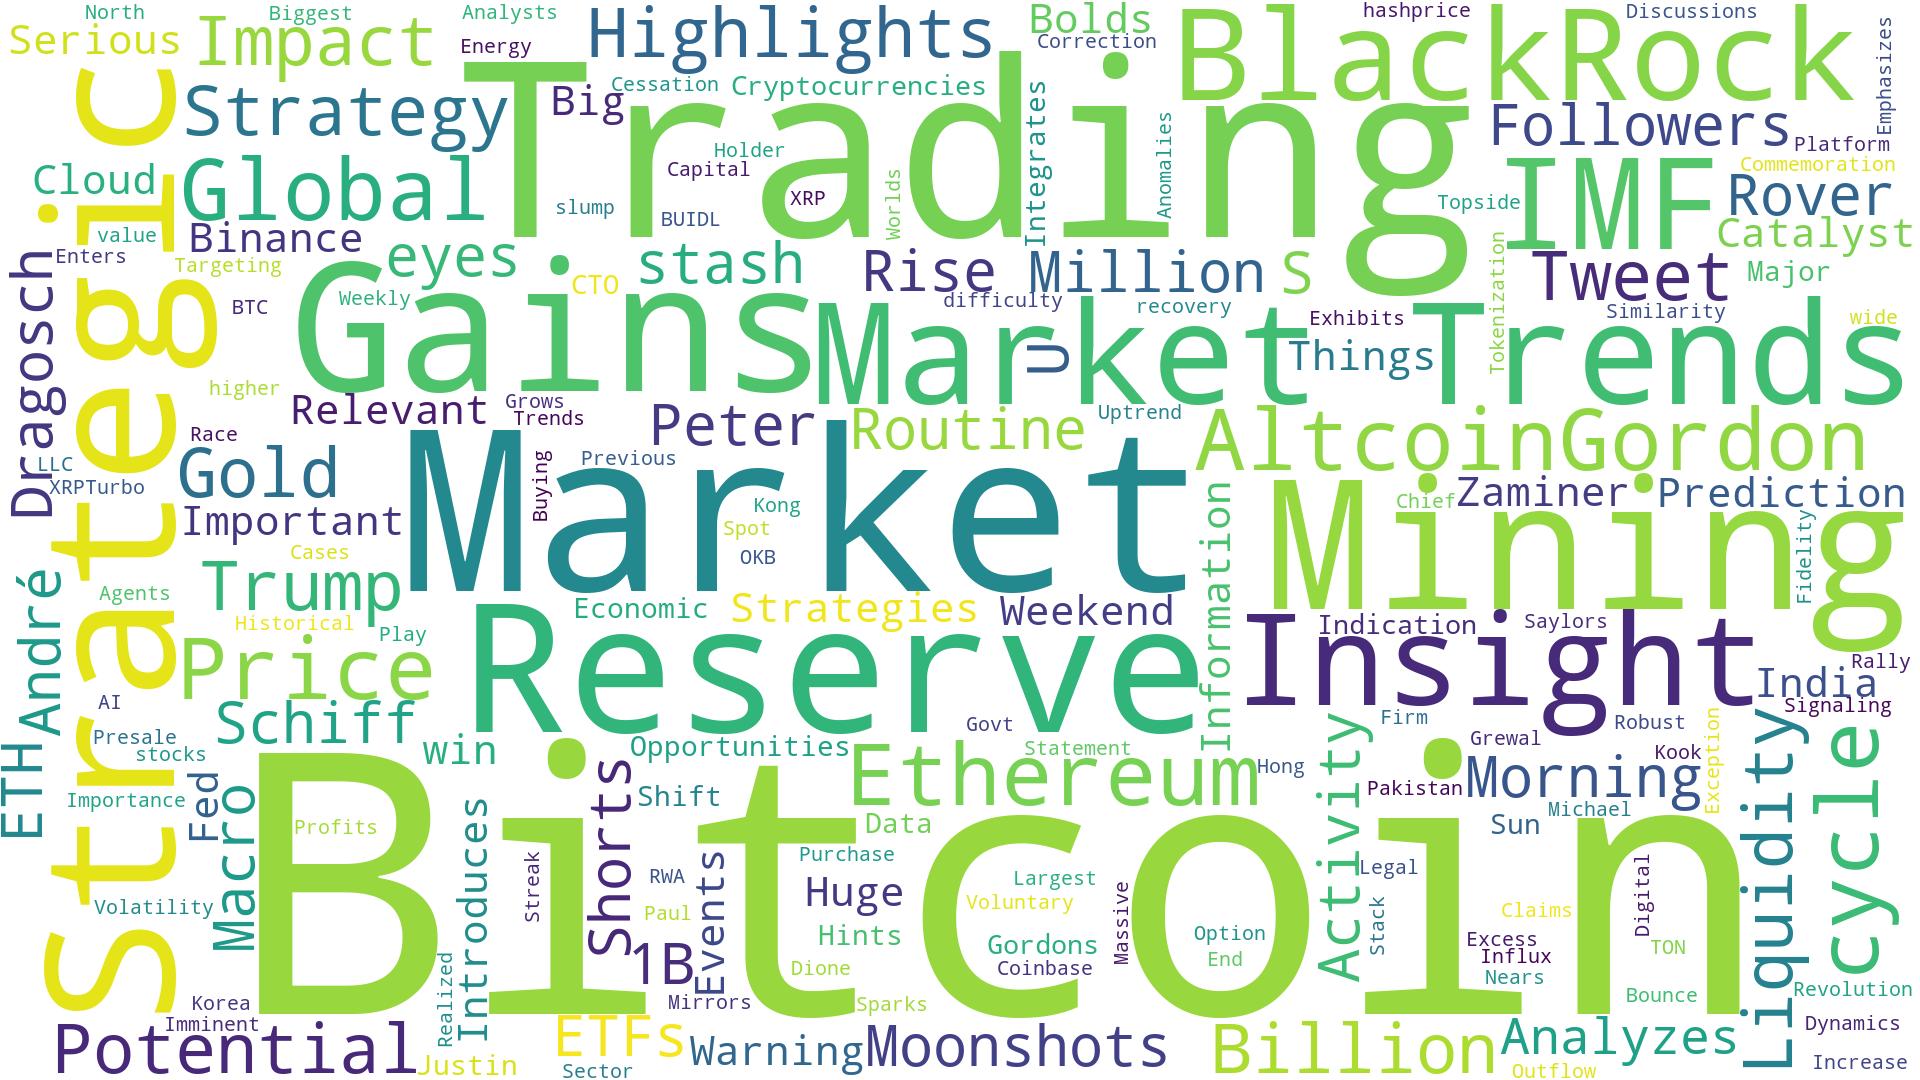 North
Biggest
Analysts
Highlights
Bolds
BlackRock
hashprice
Discussions
Serious
Impact
Energy
Correction
Emphasizes
Strategic
Strategy
Big
Cessation
Cryptocurrencies
Trading
Integrates
Anomalies
Followers
Platform
Cloud
Global
Holder
Capital
XRP
Worlds
IMF
Commemoration
Rover
value
Binance
slump
BUIDL
Topside
Catalyst
Enters
Targeting
eyes
CTO
stash
Rise
Million
S
Tokenization
Tweet
Major
Dragosch
BTC
Weekly
Gains
difficulty
recovery
Market Trends
U
Exhibits
Similarity
wide
Things
higher
Relevant
Grows
Trends
Peter
Routine
Uptrend
AltcoinGordon
Race
LLC
XRPTurbo
Gold
Buying
Previous
Market
Kong
Spot
OKB
Mining
Chief
Zaminer
Prediction
Important
Cases
Information
Fidelity
André
Agents
Trump
Historical
Play
Economic
Strategies
Weekend
Insight
Indication
Saylors
Price
Reserve
Rally
India
Signaling
AI
Schiff
Govt
Firm
Robust
ETH
Presale
stocks
win
Opportunities
Statement
Ethereum
Hong
Activity
Grewal
Kook
Exception
Liquidity
cycle
Importance
Fed
Macro
Introduces
Shorts
Shift
Pakistan
Morning
Michael
Bitcoin
Profits
Data
Sun
Streak
RWA
Events
Purchase
Huge
Largest
Legal
Volatility
Paul
Voluntary
Massive
Stack
Claims
Digital
Hints
Gordons
Option
Excess
TON
1B
Dione
Coinbase
End
Influx
Nears
Realized
Korea
Mirrors
Sparks
Bounce
Revolution
Imminent
Potential
Justin
ETFs
Sector
Warning
Moonshots
Billion
Analyzes
Outflow
Dynamics
Increase